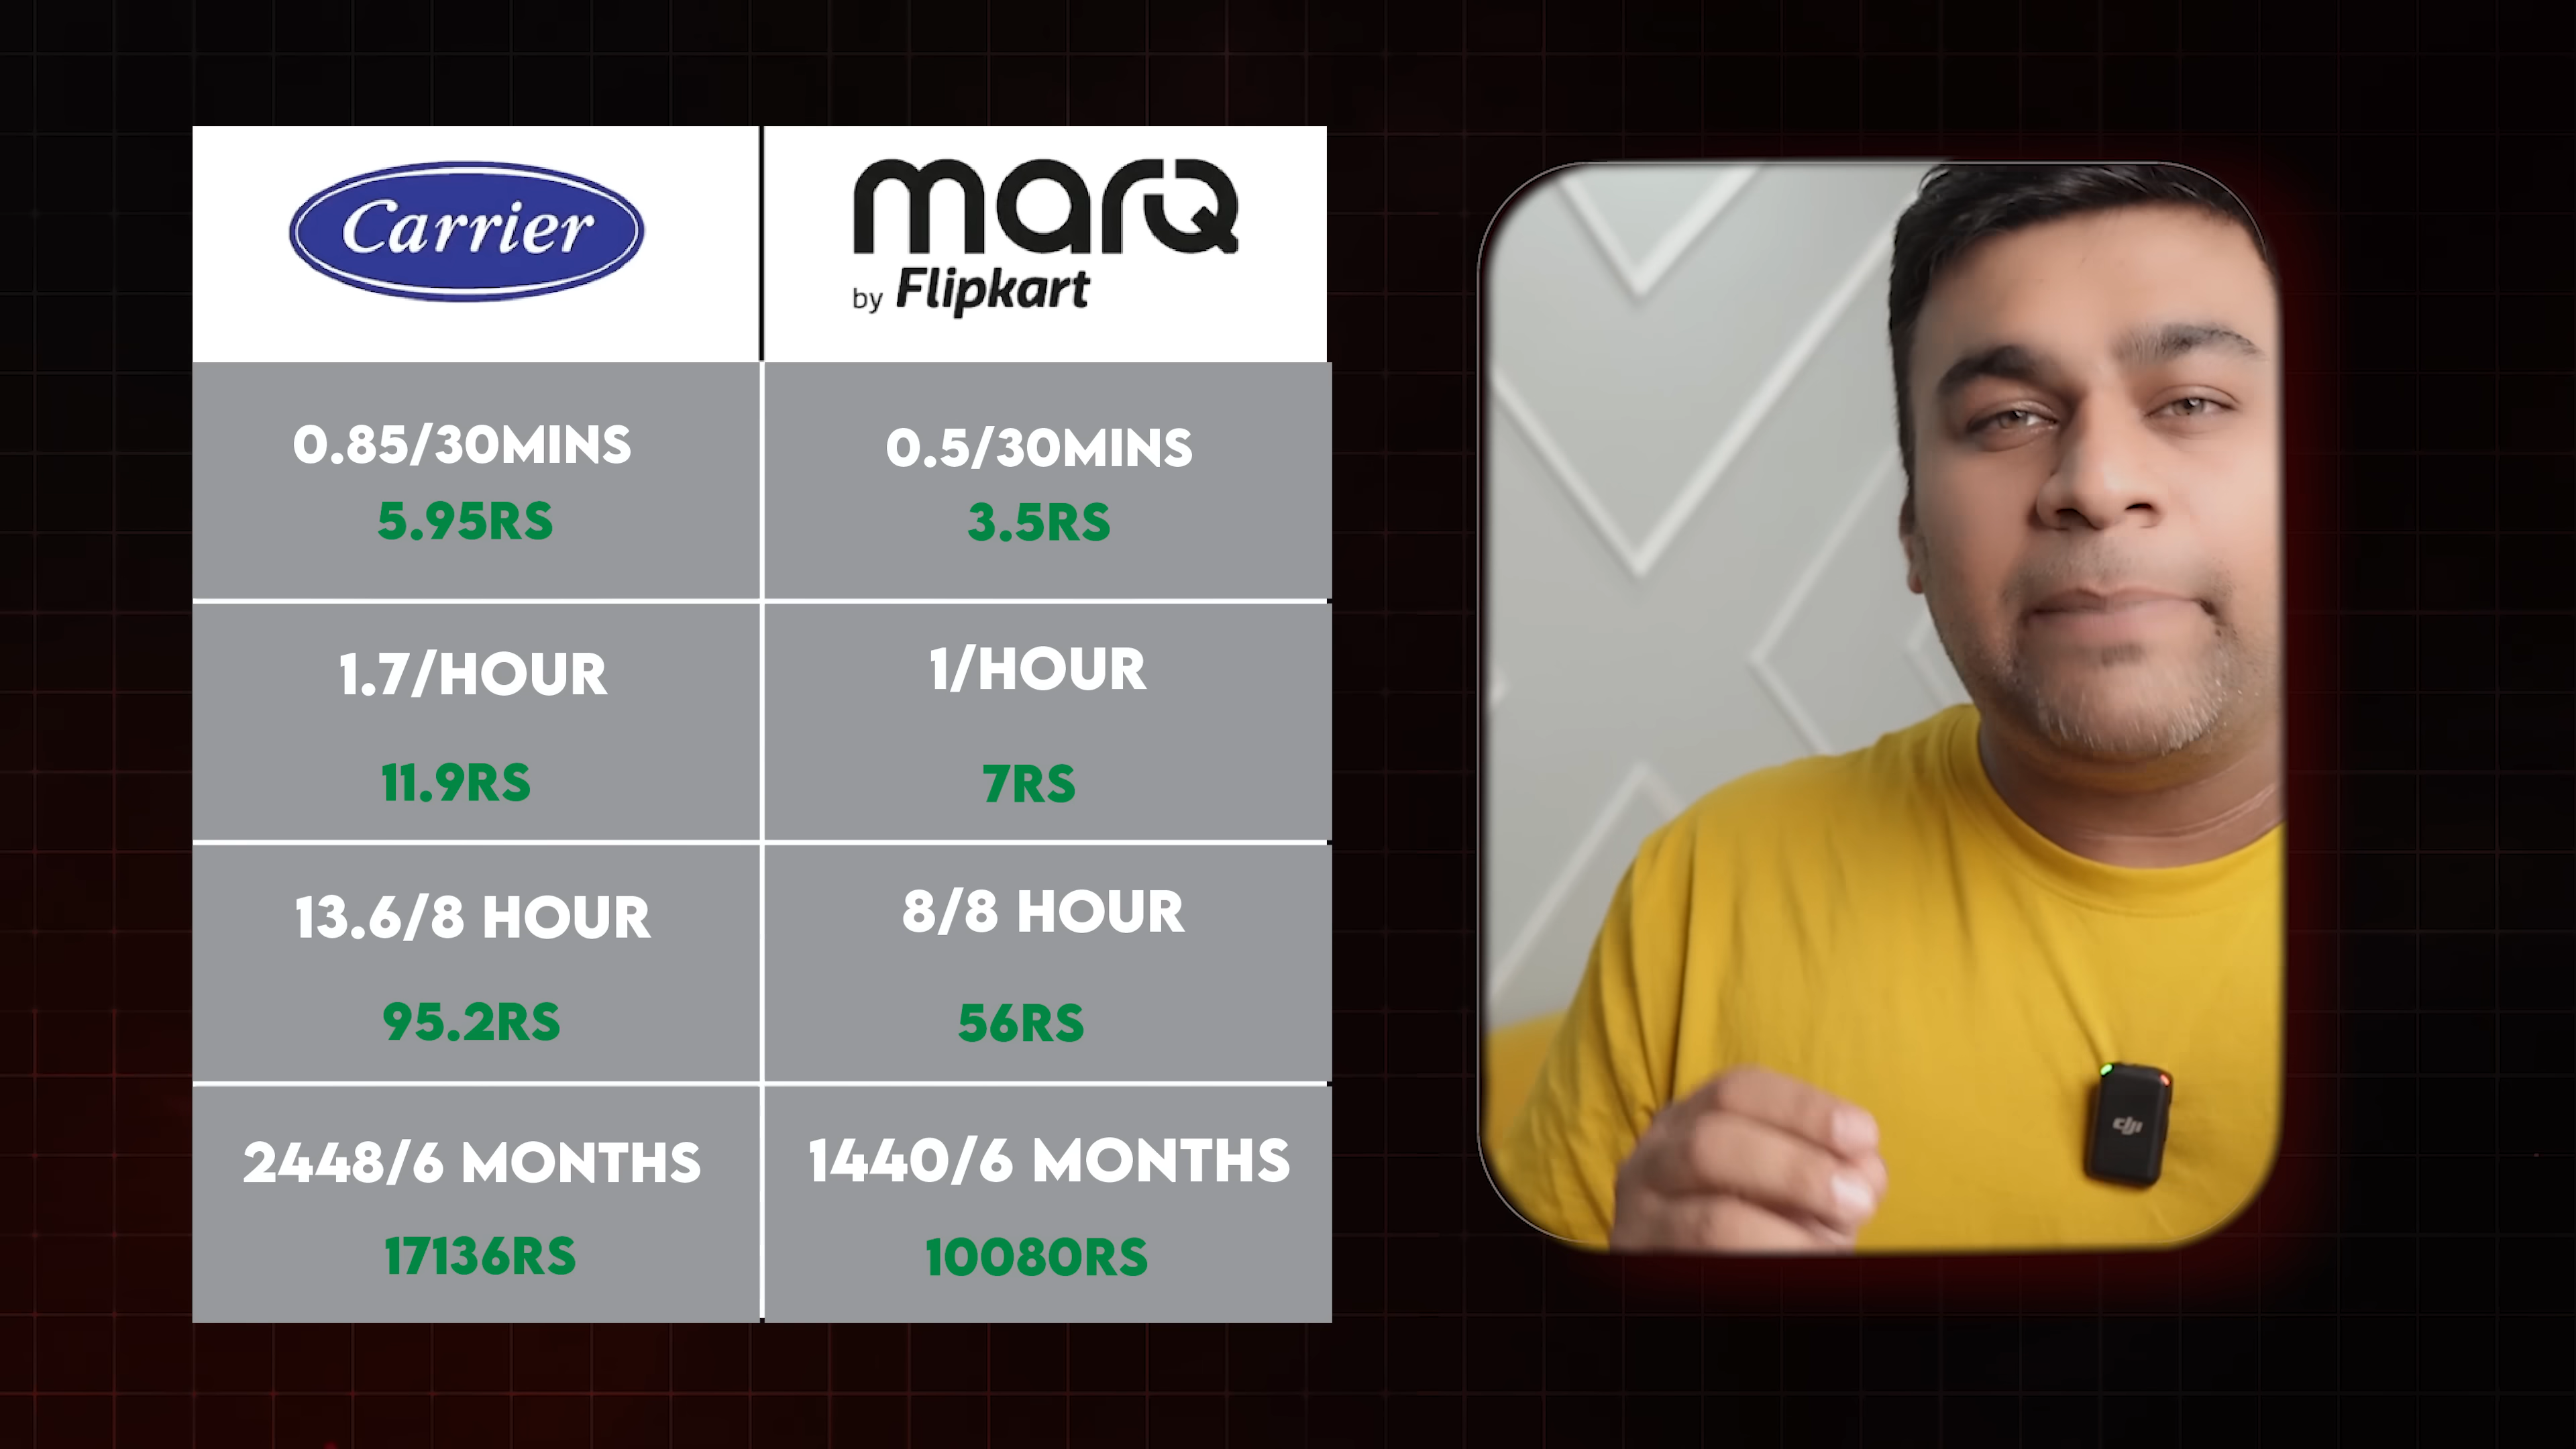 Carrier
marQ
by Flipkart
0.85/30MINS
5.95RS
0.5/30MINS
3.5RS
1.7/HOUR
11.9RS
1/HOUR
7RS
13.6/8 HOUR
95.2RS
8/8 HOUR
56RS
2448/6 MONTHS
17136RS
1440/6 MONTHS
10080RS
dji